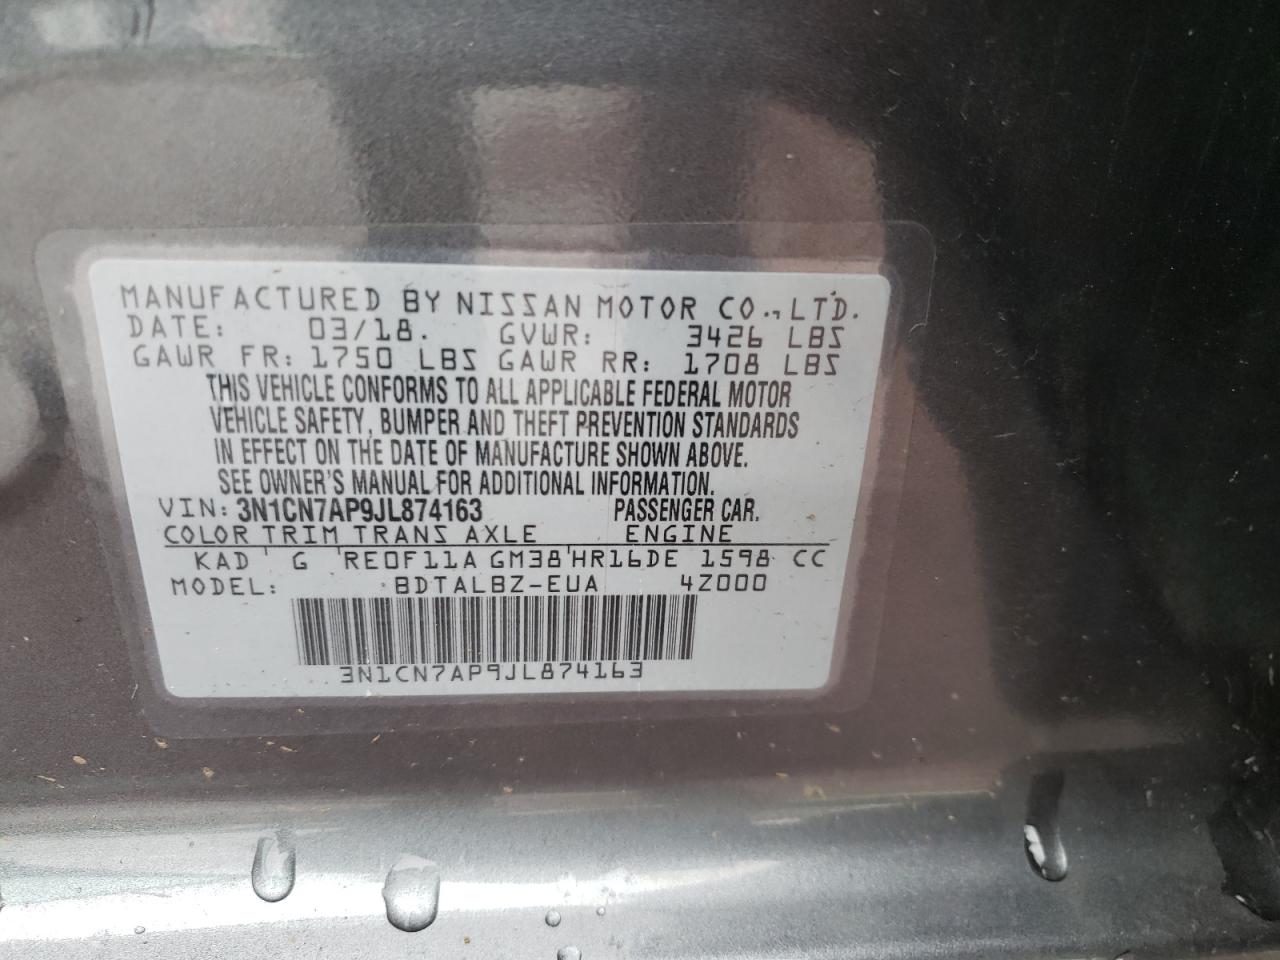 MANUFACTURED BY NISSAN MOTOR CO., LTD.
DATE: 03/18. GVWR: 3426 LBS
GAWR FR: 1750 LBS GAWR RR: 1708 LBS
THIS VEHICLE CONFORMS TO ALL APPLICABLE FEDERAL MOTOR
VEHICLE SAFETY, BUMPER AND THEFT PREVENTION STANDARDS
IN EFFECT ON THE DATE OF MANUFACTURE SHOWN ABOVE.
SEE OWNER'S MANUAL FOR ADDITIONAL INFORMATION.
VIN: 3N1CN7AP9JL874163 PASSENGER CAR.
COLOR TRIM TRANS AXLE ENGINE
KAD G RE0F11A GM38 HR16DE 1598 CC
MODEL: BDTALBZ-EUA 4Z000
3N1CN7AP9JL874163